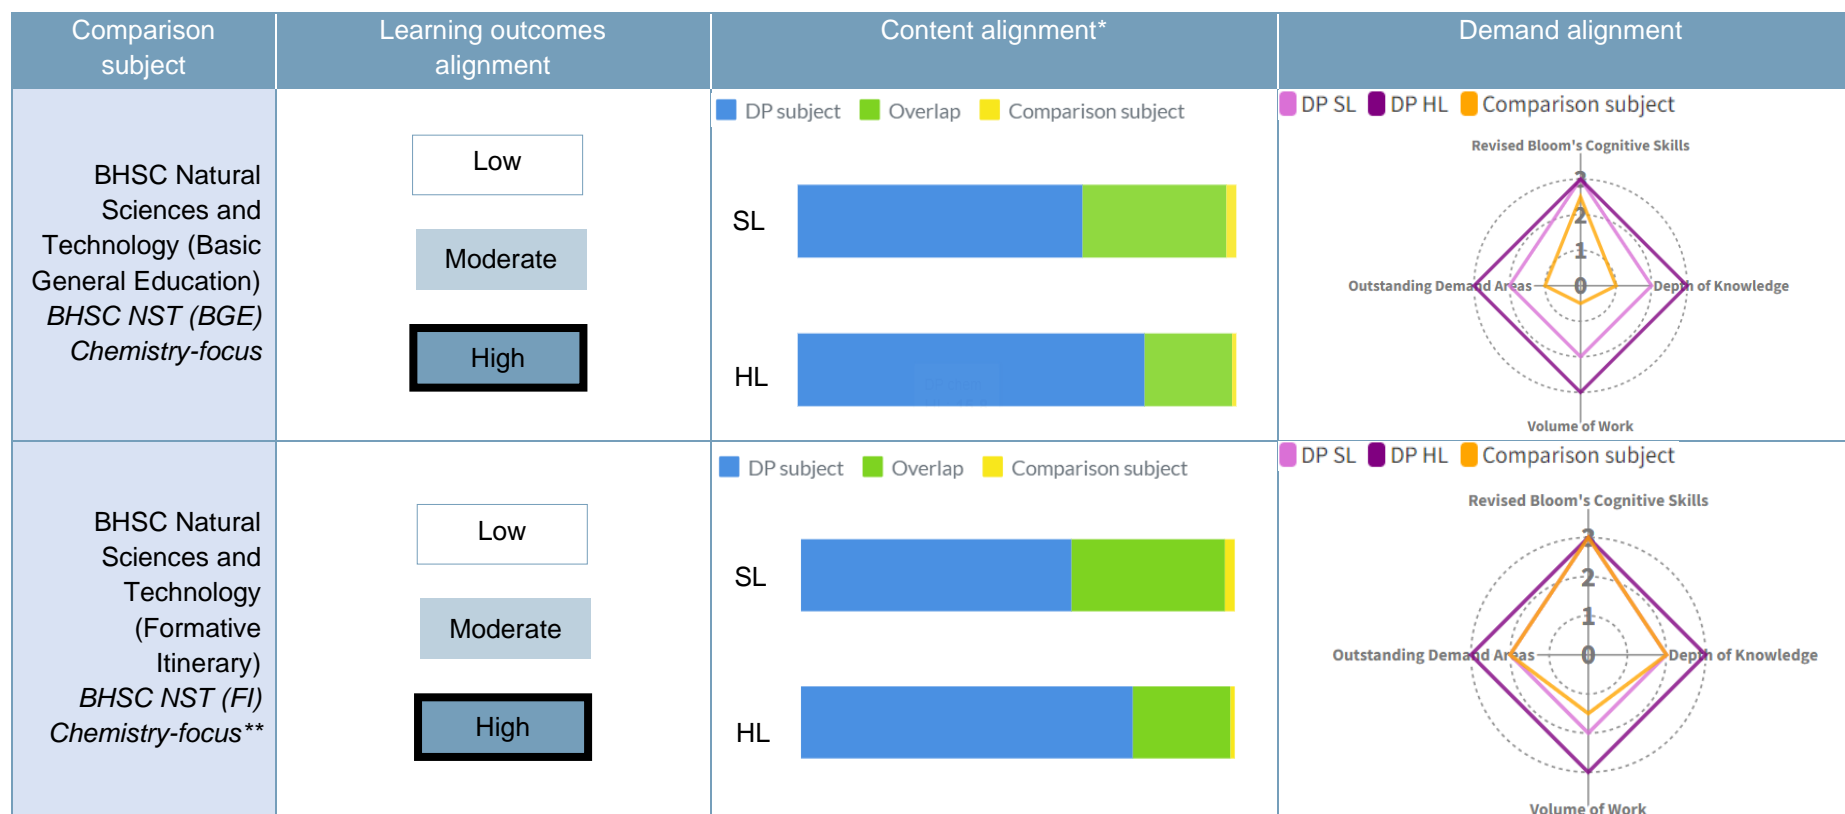 Comparison
subject
Learning outcomes
alignment
Content alignment*
Demand alignment
BHSC Natural
Sciences and
Technology (Basic
General Education)
BHSC NST (BGE)
Chemistry-focus
Low
Moderate
High
DP subject Overlap Comparison subject
SL
HL
DP SL DP HL Comparison subject
Revised Bloom's Cognitive Skills
3
2
1
Outstanding Demand Areas 0 Depth of Knowledge
Volume of Work
BHSC Natural
Sciences and
Technology
(Formative
Itinerary)
BHSC NST (FI)
Chemistry-focus**
Low
Moderate
High
DP subject Overlap Comparison subject
SL
HL
DP SL DP HL Comparison subject
Revised Bloom's Cognitive Skills
3
2
1
Outstanding Demand Areas 0 Depth of Knowledge
Volume of Work